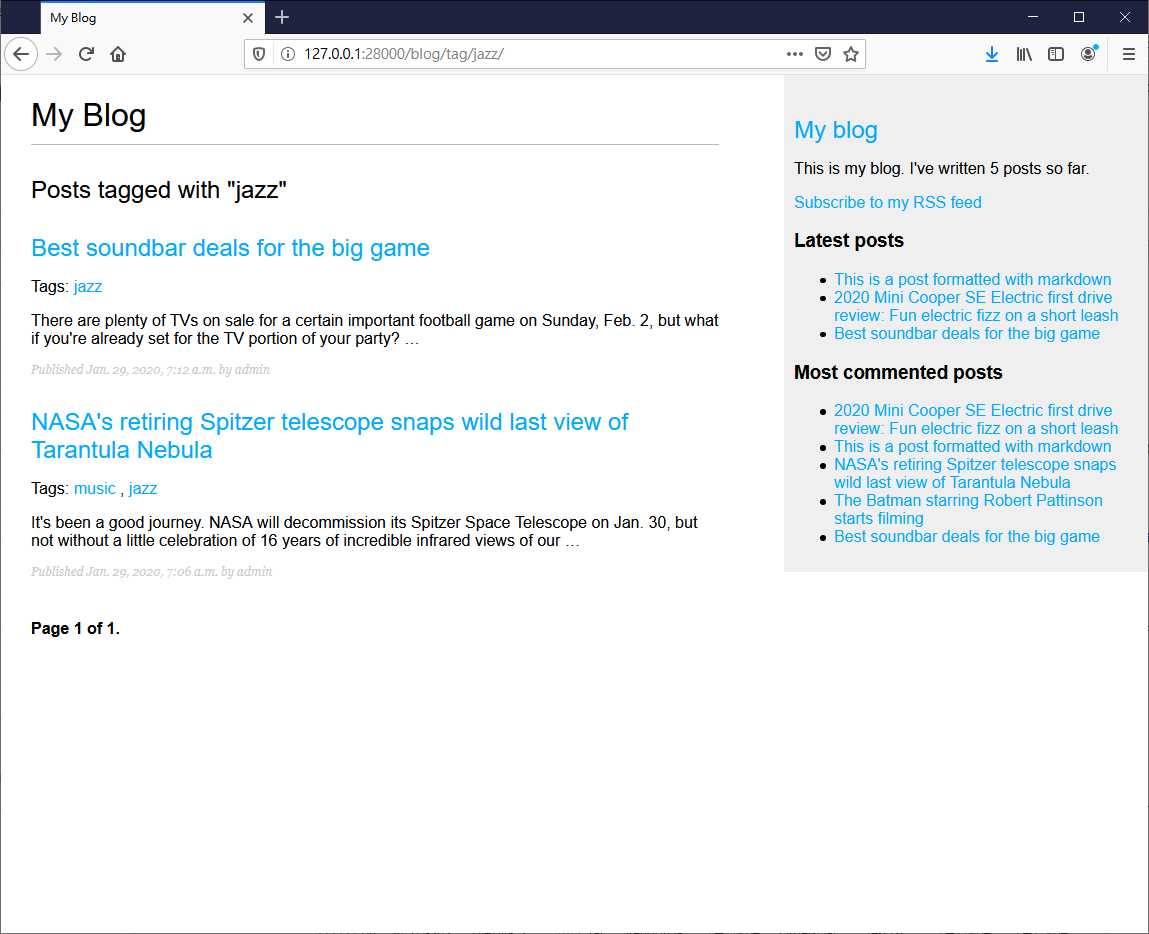 My Blog
127.0.0.1:28000/blog/tag/jazz/
My Blog
Posts tagged with "jazz"
Best soundbar deals for the big game
Tags: jazz
There are plenty of TVs on sale for a certain important football game on Sunday, Feb. 2, but what
if you're already set for the TV portion of your party? …
Published Jan. 29, 2020, 7:12 a.m. by admin
NASA's retiring Spitzer telescope snaps wild last view of
Tarantula Nebula
Tags: music , jazz
It's been a good journey. NASA will decommission its Spitzer Space Telescope on Jan. 30, but
not without a little celebration of 16 years of incredible infrared views of our …
Published Jan. 29, 2020, 7:06 a.m. by admin
Page 1 of 1.
My blog
This is my blog. I've written 5 posts so far.
Subscribe to my RSS feed
Latest posts
This is a post formatted with markdown
2020 Mini Cooper SE Electric first drive
review: Fun electric fizz on a short leash
Best soundbar deals for the big game
Most commented posts
2020 Mini Cooper SE Electric first drive
review: Fun electric fizz on a short leash
This is a post formatted with markdown
NASA's retiring Spitzer telescope snaps
wild last view of Tarantula Nebula
The Batman starring Robert Pattinson
starts filming
Best soundbar deals for the big game